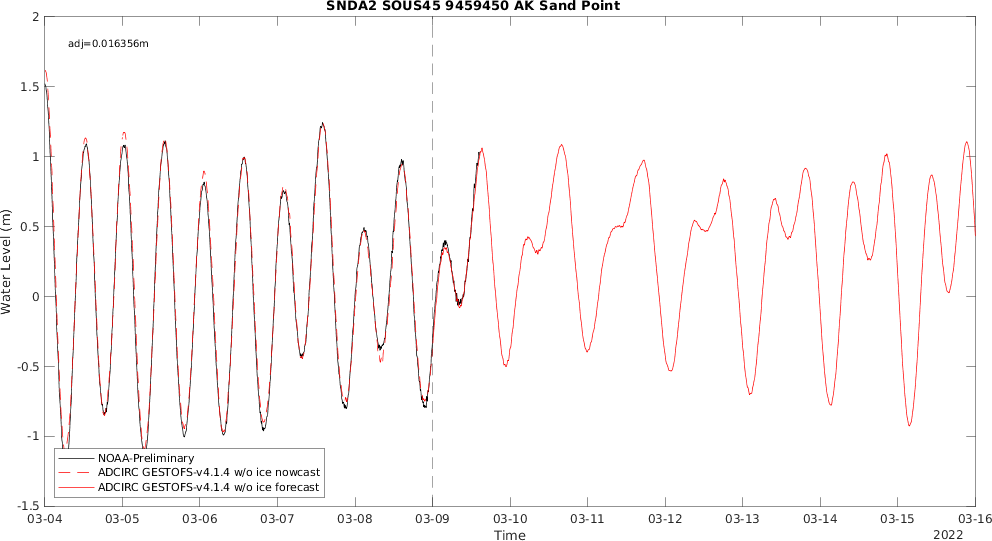 SNDA2 SOUS45 9459450 AK Sand Point
adj=0.016356m
Water Level (m)
2
1.5
1
0.5
0
-0.5
-1
-1.5
NOAA-Preliminary
ADCIRC GESTOFS-v4.1.4 w/o ice nowcast
ADCIRC GESTOFS-v4.1.4 w/o ice forecast
03-04 03-05 03-06 03-07 03-08 03-09 03-10 03-11 03-12 03-13 03-14 03-15 03-16
Time
2022